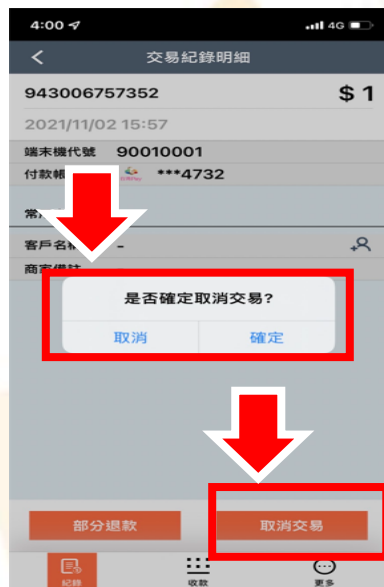 4:00 4G
交易紀錄明細
943006757352 $ 1
2021/11/02 15:57
端末機代號 90010001
付款帳 ***4732
常
客戶名 -
商家備註
是否確定取消交易?
取消 確定
部分退款 取消交易
紀錄 收款 更多